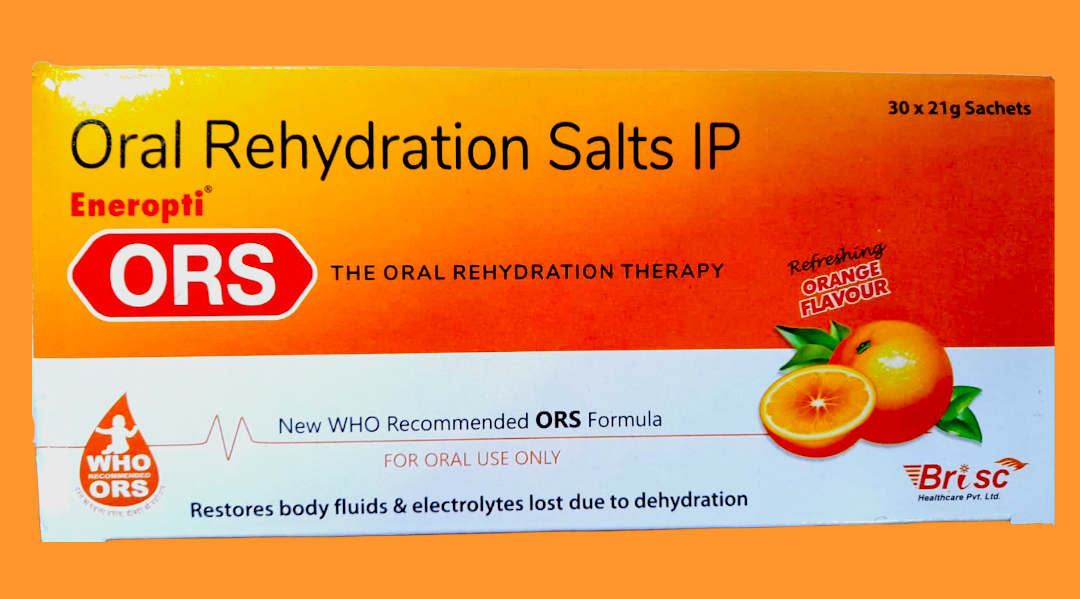 30 x 21g Sachets
Oral Rehydration Salts IP
Eneropti®
ORS
THE ORAL REHYDRATION THERAPY
Refreshing
ORANGE
FLAVOUR
New WHO Recommended ORS Formula
FOR ORAL USE ONLY
WHO
RECOMMENDED
ORS
Restores body fluids & electrolytes lost due to dehydration
Brisc
Healthcare Pvt. Ltd.